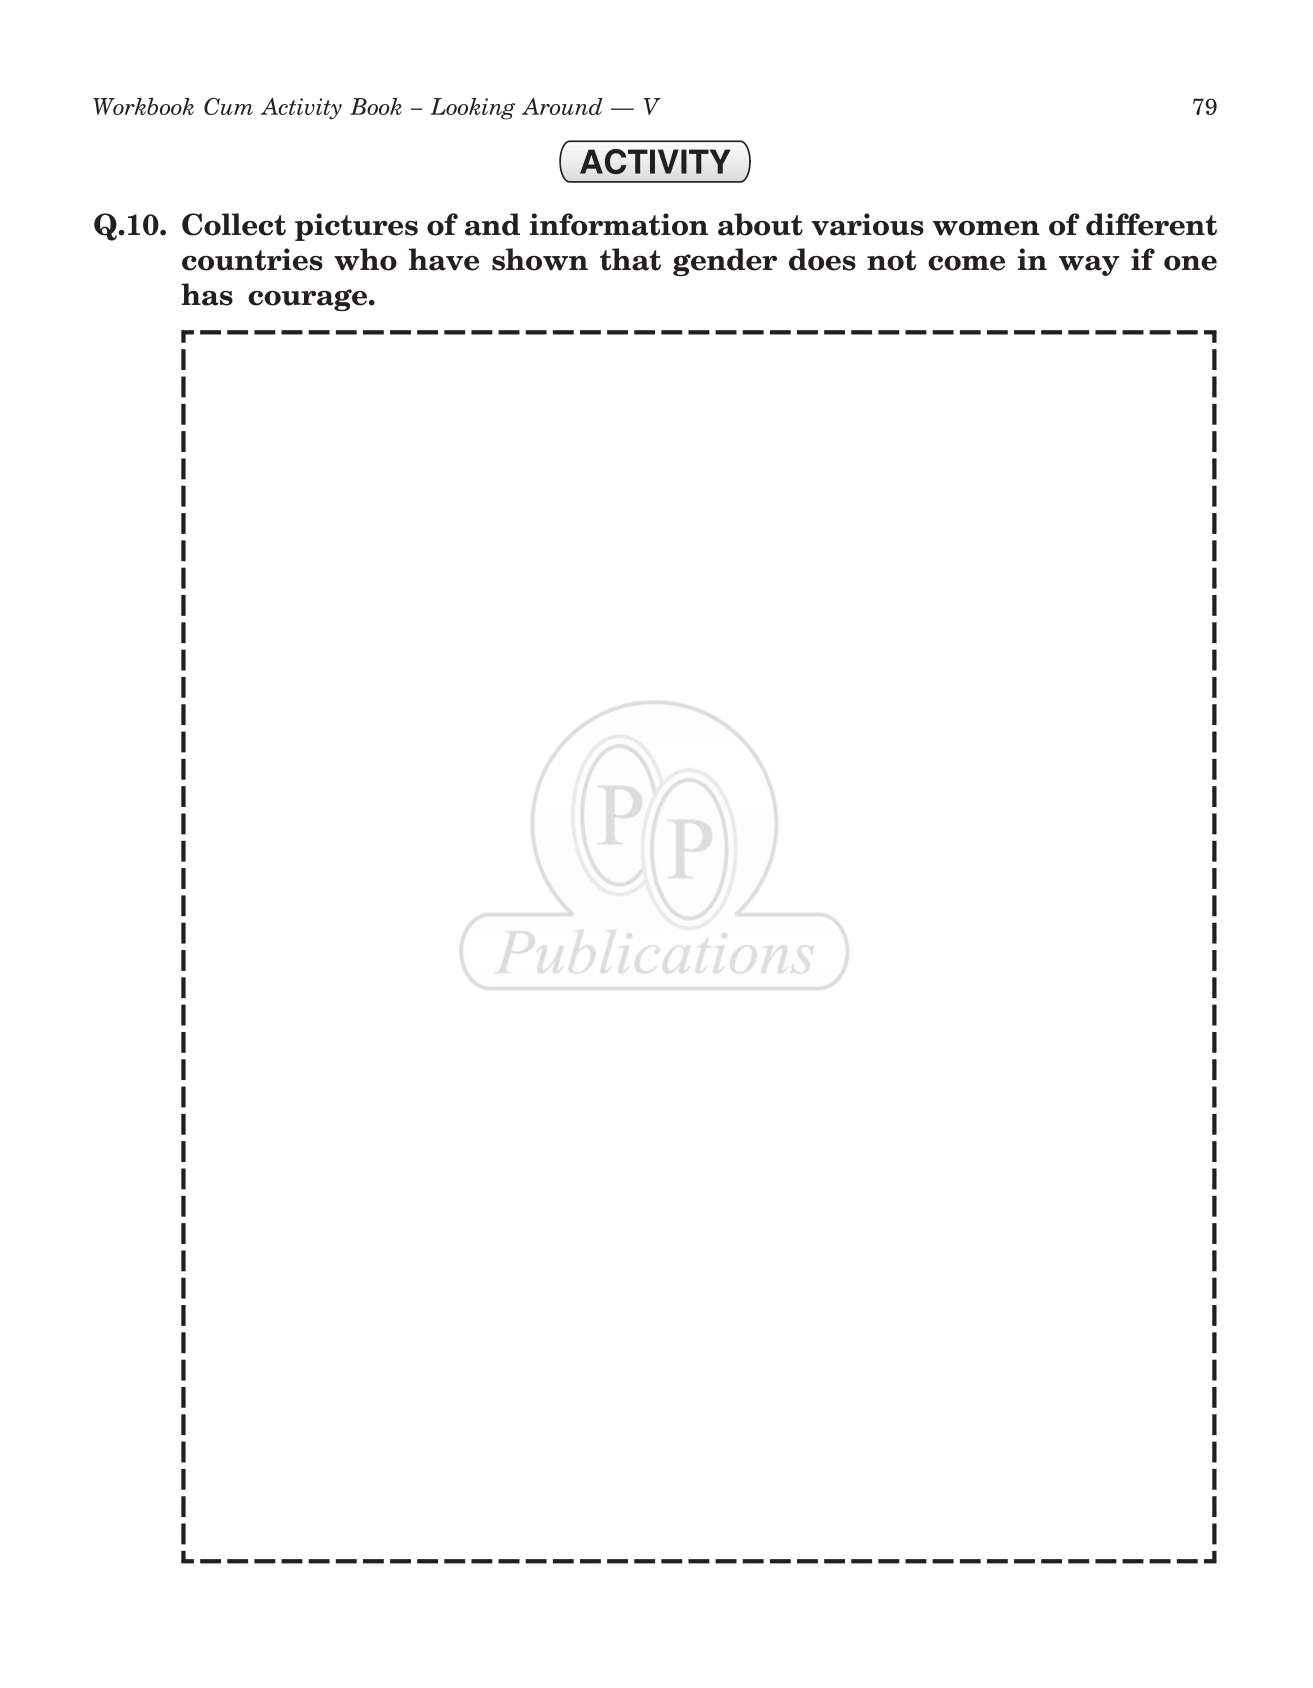 Workbook Cum Activity Book – Looking Around — V 79
ACTIVITY
Q.10. Collect pictures of and information about various women of different
countries who have shown that gender does not come in way if one
has courage.
P
P
Publications